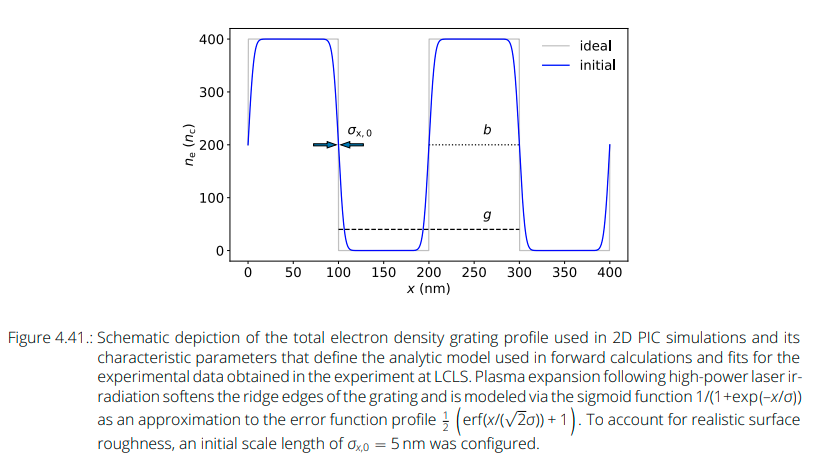 400
300
200
100
0
nₑ (n_c)
ideal
initial
σx, 0
b
g
0 50 100 150 200 250 300 350 400
x (nm)
Figure 4.41.: Schematic depiction of the total electron density grating profile used in 2D PIC simulations and its
characteristic parameters that define the analytic model used in forward calculations and fits for the
experimental data obtained in the experiment at LCLS. Plasma expansion following high-power laser ir-
radiation softens the ridge edges of the grating and is modeled via the sigmoid function 1/(1+exp(−x/σ))
as an approximation to the error function profile ½ (erf(x/(√2σ)) + 1). To account for realistic surface
roughness, an initial scale length of σx,0 = 5 nm was configured.